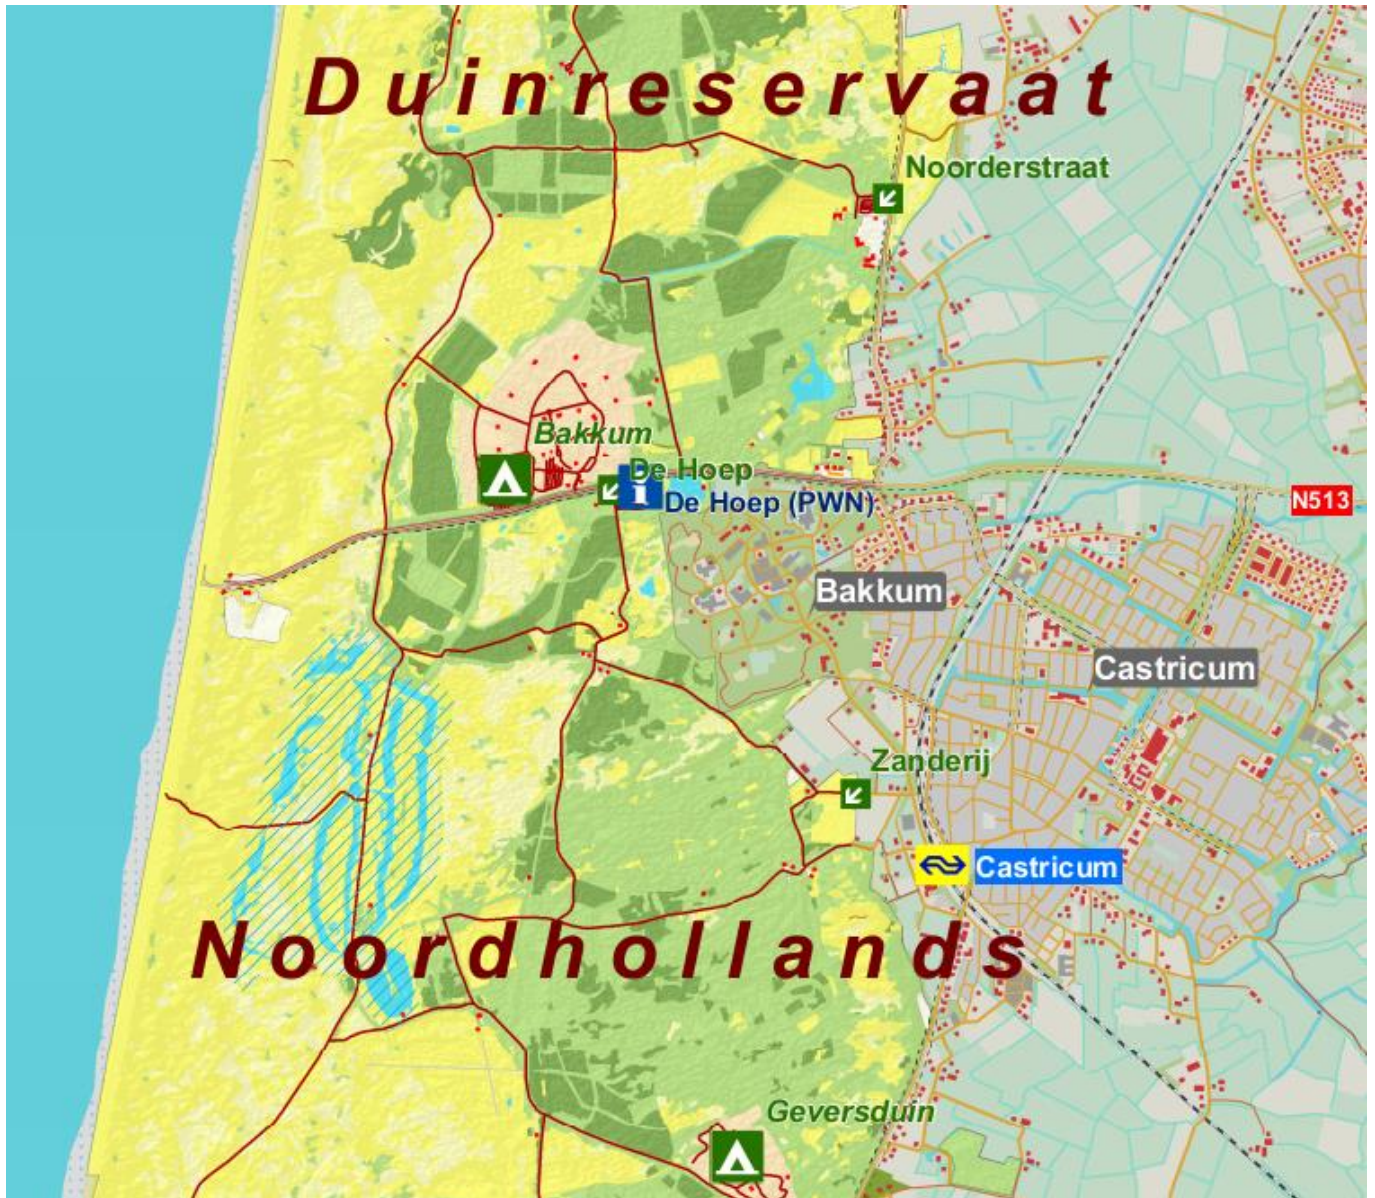 Duinreservaat
Noorderstraat
Bakkum
De Hoep
i
De Hoep (PWN)
N513
Bakkum
Castricum
Zanderij
Castricum
Noordhollands
Geversduin